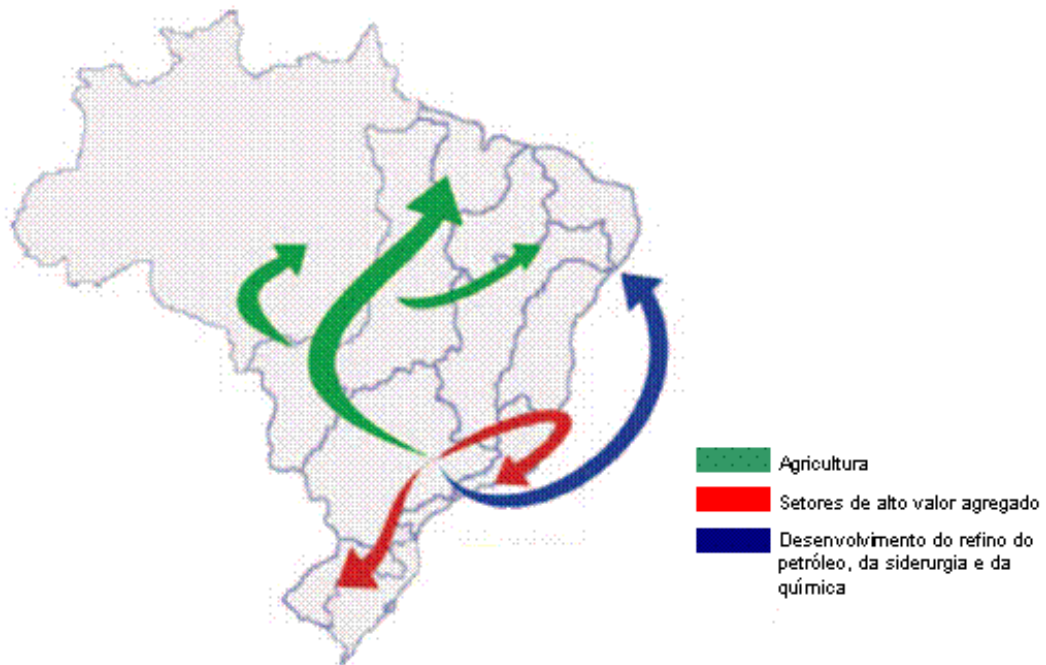 Agricultura
Setores de alto valor agregado
Desenvolvimento do refino do
petróleo, da siderurgia e da
química